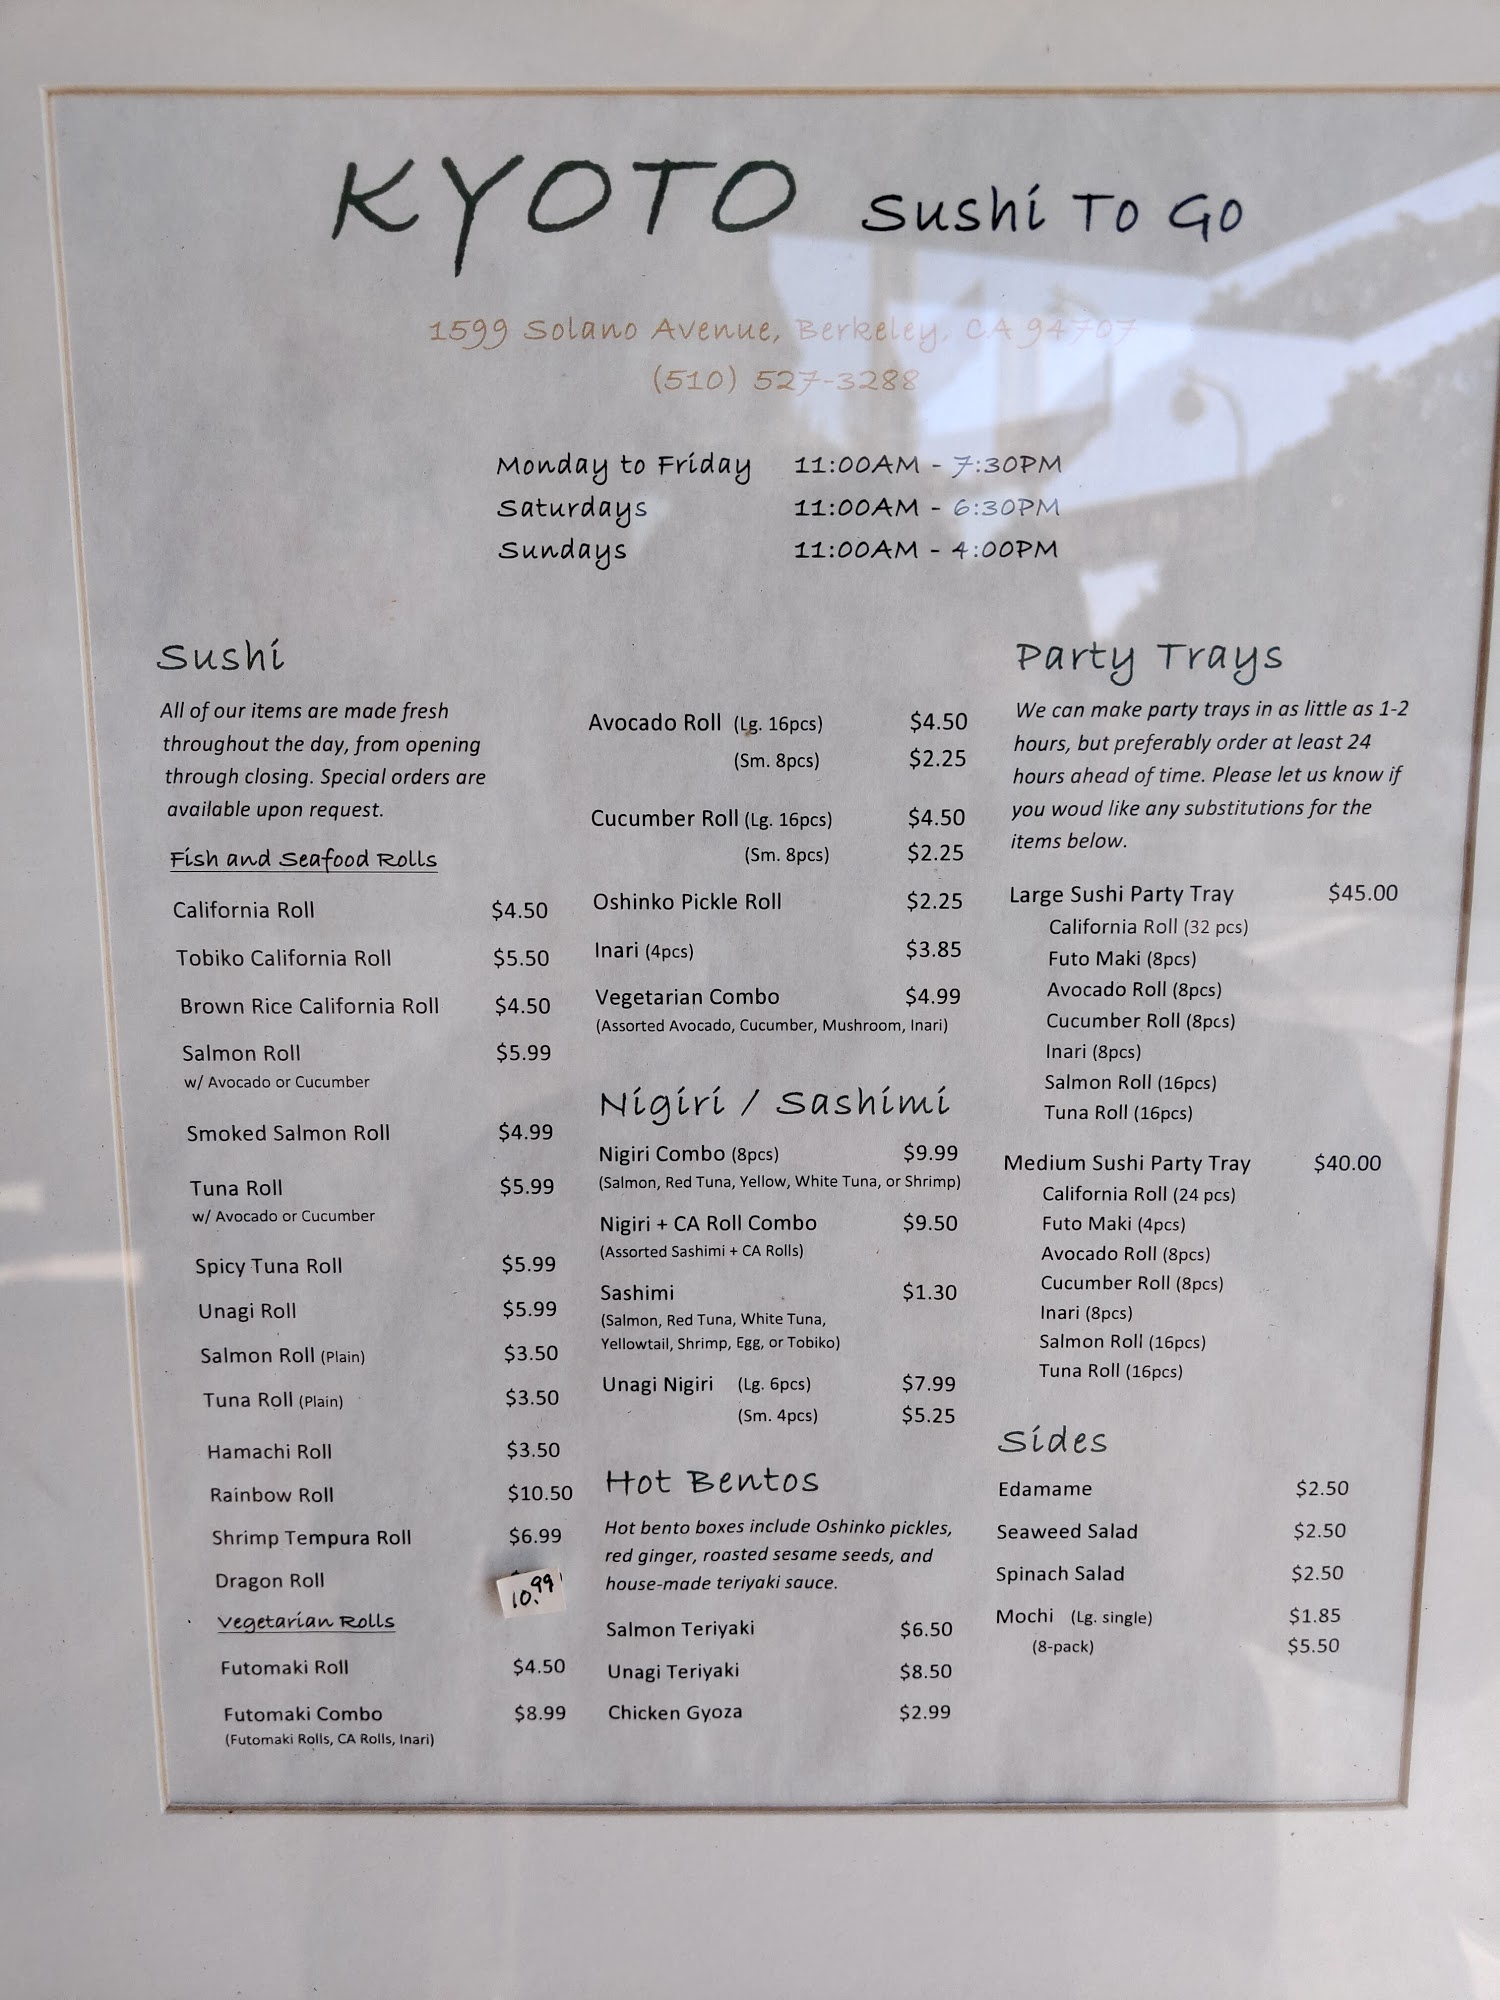 KYOTO Sushi To Go
1599 Solano Avenue, Berkeley, CA 94707
(510) 527-3288
Monday to Friday 11:00AM - 7:30PM
Saturdays 11:00AM - 6:30PM
Sundays 11:00AM - 4:00PM
Sushi
All of our items are made fresh
throughout the day, from opening
through closing. Special orders are
available upon request.
Fish and Seafood Rolls
California Roll $4.50
Tobiko California Roll $5.50
Brown Rice California Roll $4.50
Salmon Roll $5.99
w/ Avocado or Cucumber
Smoked Salmon Roll $4.99
Tuna Roll $5.99
w/ Avocado or Cucumber
Spicy Tuna Roll $5.99
Unagi Roll $5.99
Salmon Roll (Plain) $3.50
Tuna Roll (Plain) $3.50
Hamachi Roll $3.50
Rainbow Roll $10.50
Shrimp Tempura Roll $6.99
Dragon Roll 10.99
Vegetarian Rolls
Futomaki Roll $4.50
Futomaki Combo $8.99
(Futomaki Rolls, CA Rolls, Inari)
Avocado Roll (Lg. 16pcs) $4.50
(Sm. 8pcs) $2.25
Cucumber Roll (Lg. 16pcs) $4.50
(Sm. 8pcs) $2.25
Oshinko Pickle Roll $2.25
Inari (4pcs) $3.85
Vegetarian Combo $4.99
(Assorted Avocado, Cucumber, Mushroom, Inari)
Nigiri / Sashimi
Nigiri Combo (8pcs) $9.99
(Salmon, Red Tuna, Yellow, White Tuna, or Shrimp)
Nigiri + CA Roll Combo $9.50
(Assorted Sashimi + CA Rolls)
Sashimi $1.30
(Salmon, Red Tuna, White Tuna,
Yellowtail, Shrimp, Egg, or Tobiko)
Unagi Nigiri (Lg. 6pcs) $7.99
(Sm. 4pcs) $5.25
Hot Bentos
Hot bento boxes include Oshinko pickles,
red ginger, roasted sesame seeds, and
house-made teriyaki sauce.
Salmon Teriyaki $6.50
Unagi Teriyaki $8.50
Chicken Gyoza $2.99
Party Trays
We can make party trays in as little as 1-2
hours, but preferably order at least 24
hours ahead of time. Please let us know if
you woud like any substitutions for the
items below.
Large Sushi Party Tray $45.00
California Roll (32 pcs)
Futo Maki (8pcs)
Avocado Roll (8pcs)
Cucumber Roll (8pcs)
Inari (8pcs)
Salmon Roll (16pcs)
Tuna Roll (16pcs)
Medium Sushi Party Tray $40.00
California Roll (24 pcs)
Futo Maki (4pcs)
Avocado Roll (8pcs)
Cucumber Roll (8pcs)
Inari (8pcs)
Salmon Roll (16pcs)
Tuna Roll (16pcs)
Sides
Edamame $2.50
Seaweed Salad $2.50
Spinach Salad $2.50
Mochi (Lg. single) $1.85
(8-pack) $5.50